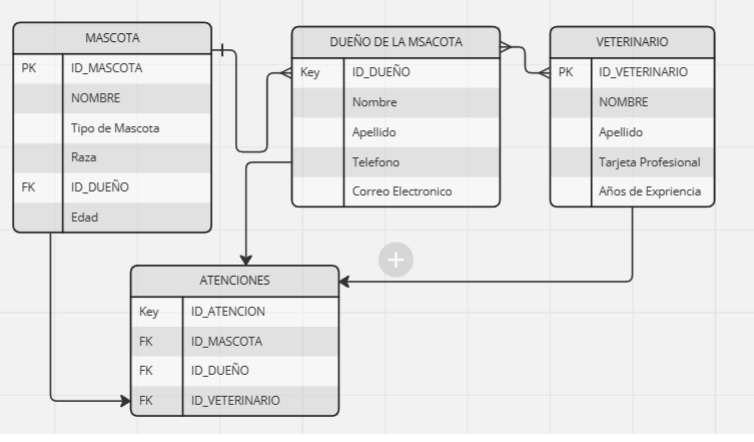 MASCOTA
PK ID_MASCOTA
NOMBRE
Tipo de Mascota
Raza
FK ID_DUEÑO
Edad
DUEÑO DE LA MSACOTA
Key ID_DUEÑO
Nombre
Apellido
Telefono
Correo Electronico
VETERINARIO
PK ID_VETERINARIO
NOMBRE
Apellido
Tarjeta Profesional
Años de Expriencia
ATENCIONES
Key ID_ATENCION
FK ID_MASCOTA
FK ID_DUEÑO
FK ID_VETERINARIO